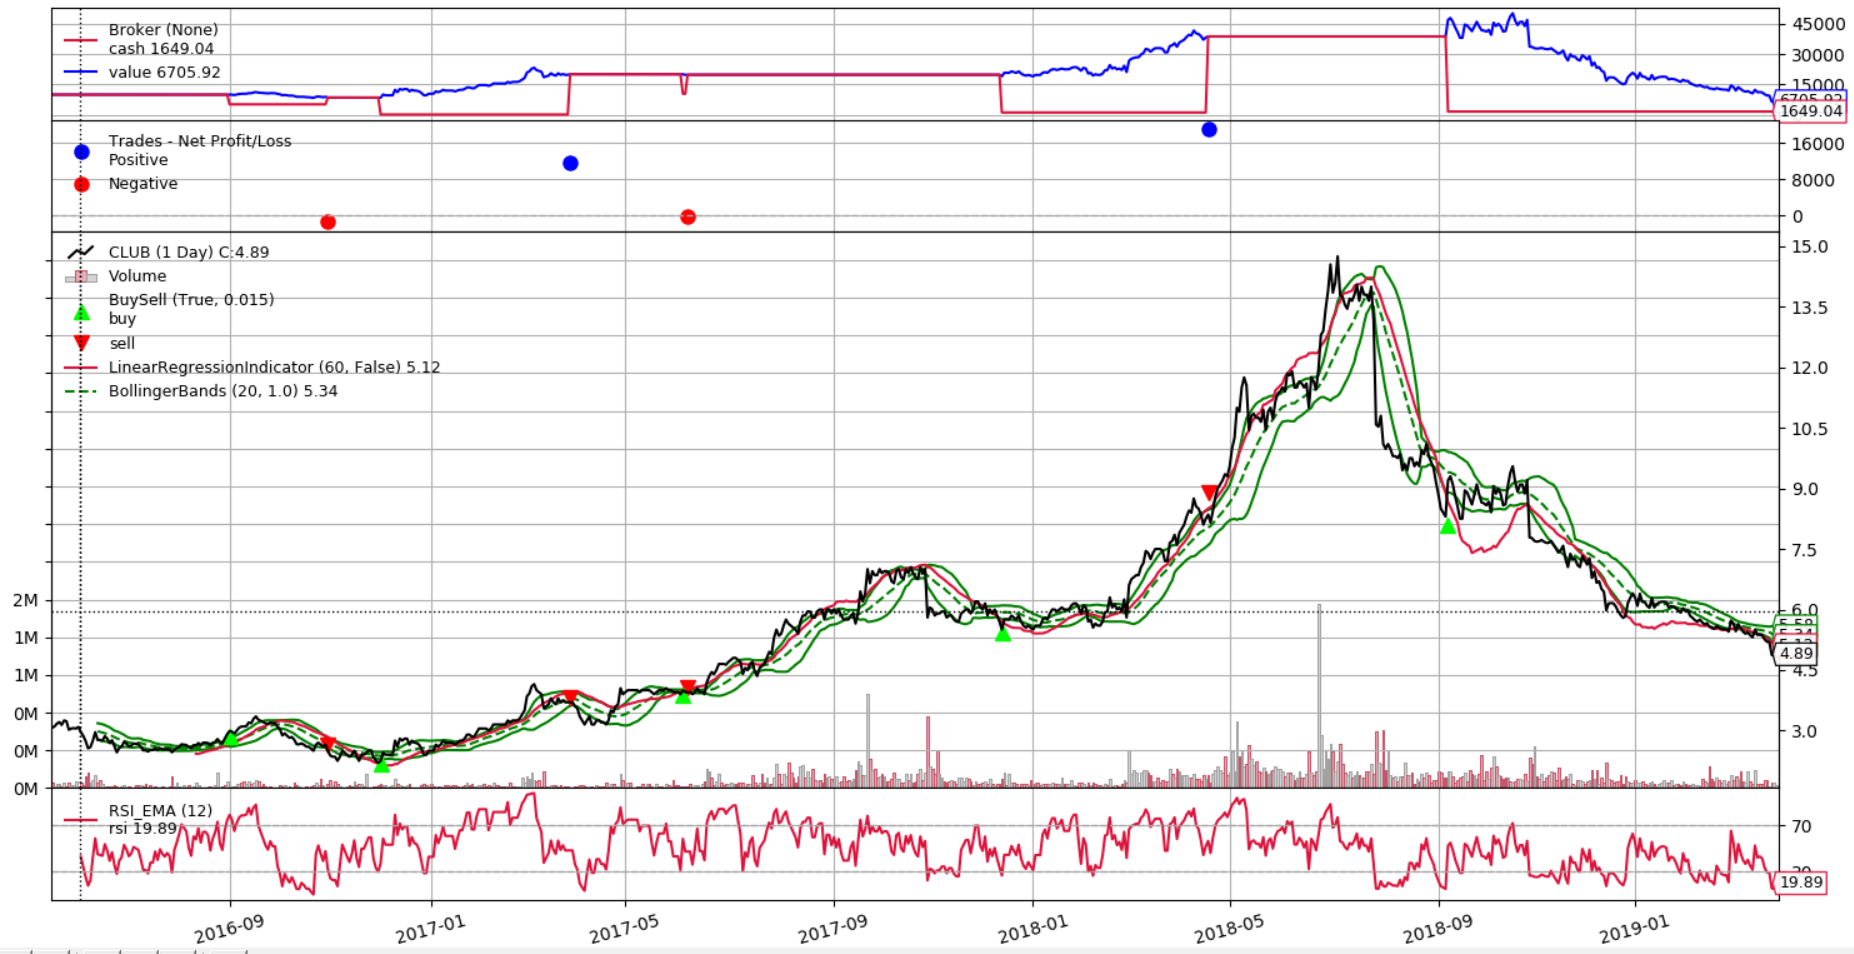 Broker (None)
cash 1649.04
value 6705.92
45000
30000
15000
6705.92
1649.04
Trades - Net Profit/Loss
Positive
Negative
16000
8000
0
CLUB (1 Day) C:4.89
Volume
BuySell (True, 0.015)
buy
sell
LinearRegressionIndicator (60, False) 5.12
BollingerBands (20, 1.0) 5.34
15.0
13.5
12.0
10.5
9.0
7.5
6.0
4.89
4.5
3.0
2M
1M
1M
0M
0M
0M
RSI_EMA (12)
rsi 19.89
70
19.89
2016-09
2017-01
2017-05
2017-09
2018-01
2018-05
2018-09
2019-01